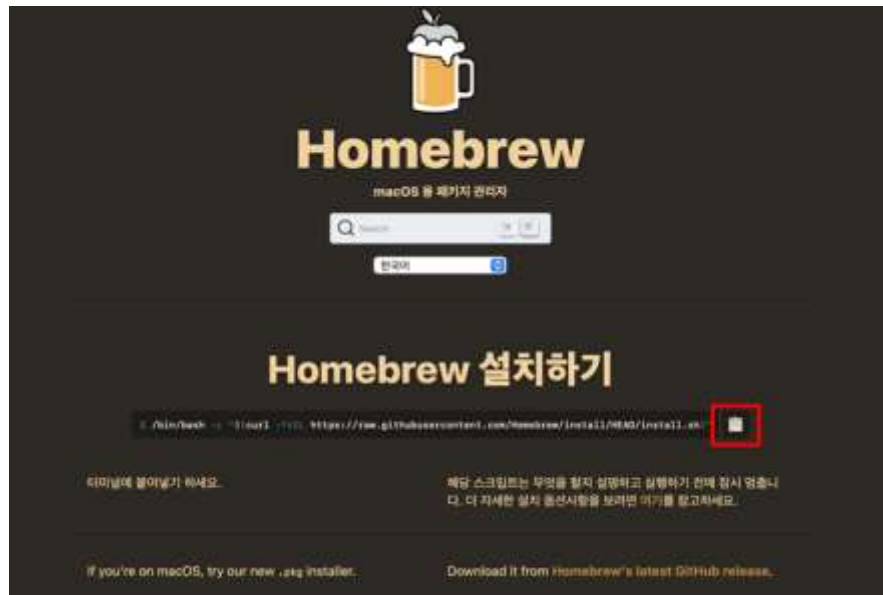 Homebrew
macOS 용 패키지 관리자
Search
한국어
Homebrew 설치하기
$ /bin/bash -c "$(curl -fsSL https://raw.githubusercontent.com/Homebrew/install/HEAD/install.sh)"
터미널에 붙여넣기 하세요.
해당 스크립트는 무엇을 할지 설명하고 실행하기 전에 잠시 멈춥니
다. 더 자세한 설치 옵션사항을 보려면 여기를 참고하세요.
If you're on macOS, try our new .pkg installer.
Download it from Homebrew's latest GitHub release.